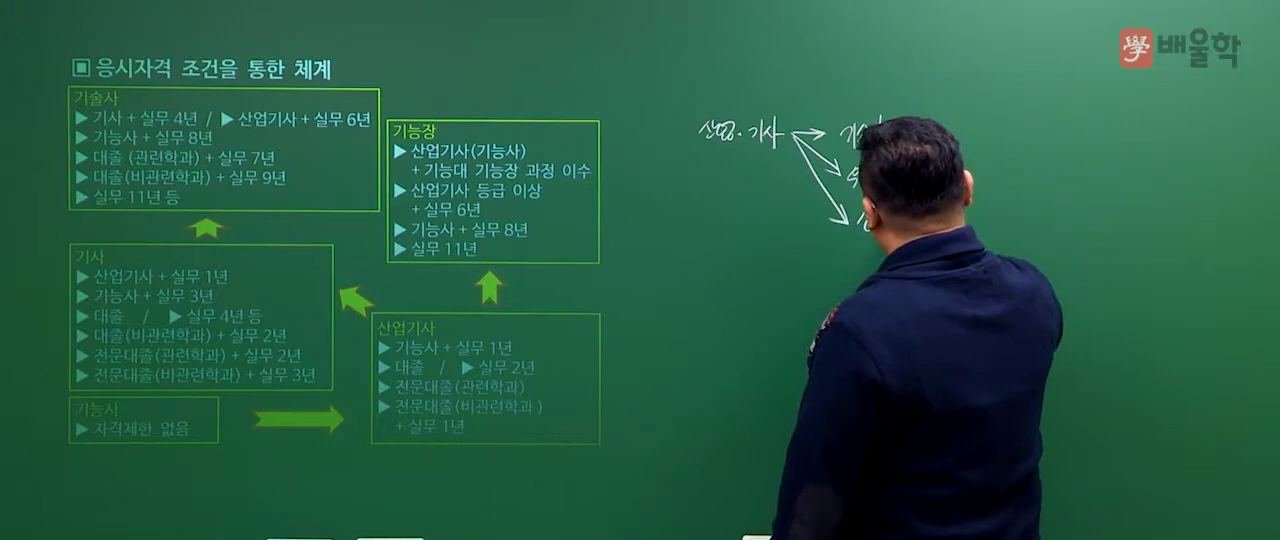 學 배울학
▣ 응시자격 조건을 통한 체계
기술사
▶ 기사 + 실무 4년 / ▶ 산업기사 + 실무 6년
▶ 기능사 + 실무 8년
▶ 대졸 (관련학과) + 실무 7년
▶ 대졸(비관련학과) + 실무 9년
▶ 실무 11년 등
기능장
▶ 산업기사(기능사)
+ 기능대 기능장 과정 이수
▶ 산업기사 등급 이상
+ 실무 6년
▶ 기능사 + 실무 8년
▶ 실무 11년
기사
▶ 산업기사 + 실무 1년
▶ 기능사 + 실무 3년
▶ 대졸 / ▶ 실무 4년 등
▶ 대졸(비관련학과) + 실무 2년
▶ 전문대졸(관련학과) + 실무 2년
▶ 전문대졸(비관련학과) + 실무 3년
산업기사
▶ 기능사 + 실무 1년
▶ 대졸 / ▶ 실무 2년
▶ 전문대졸(관련학과)
▶ 전문대졸(비관련학과 )
+ 실무 1년
기능사
▶ 자격제한 없음
산업·기사